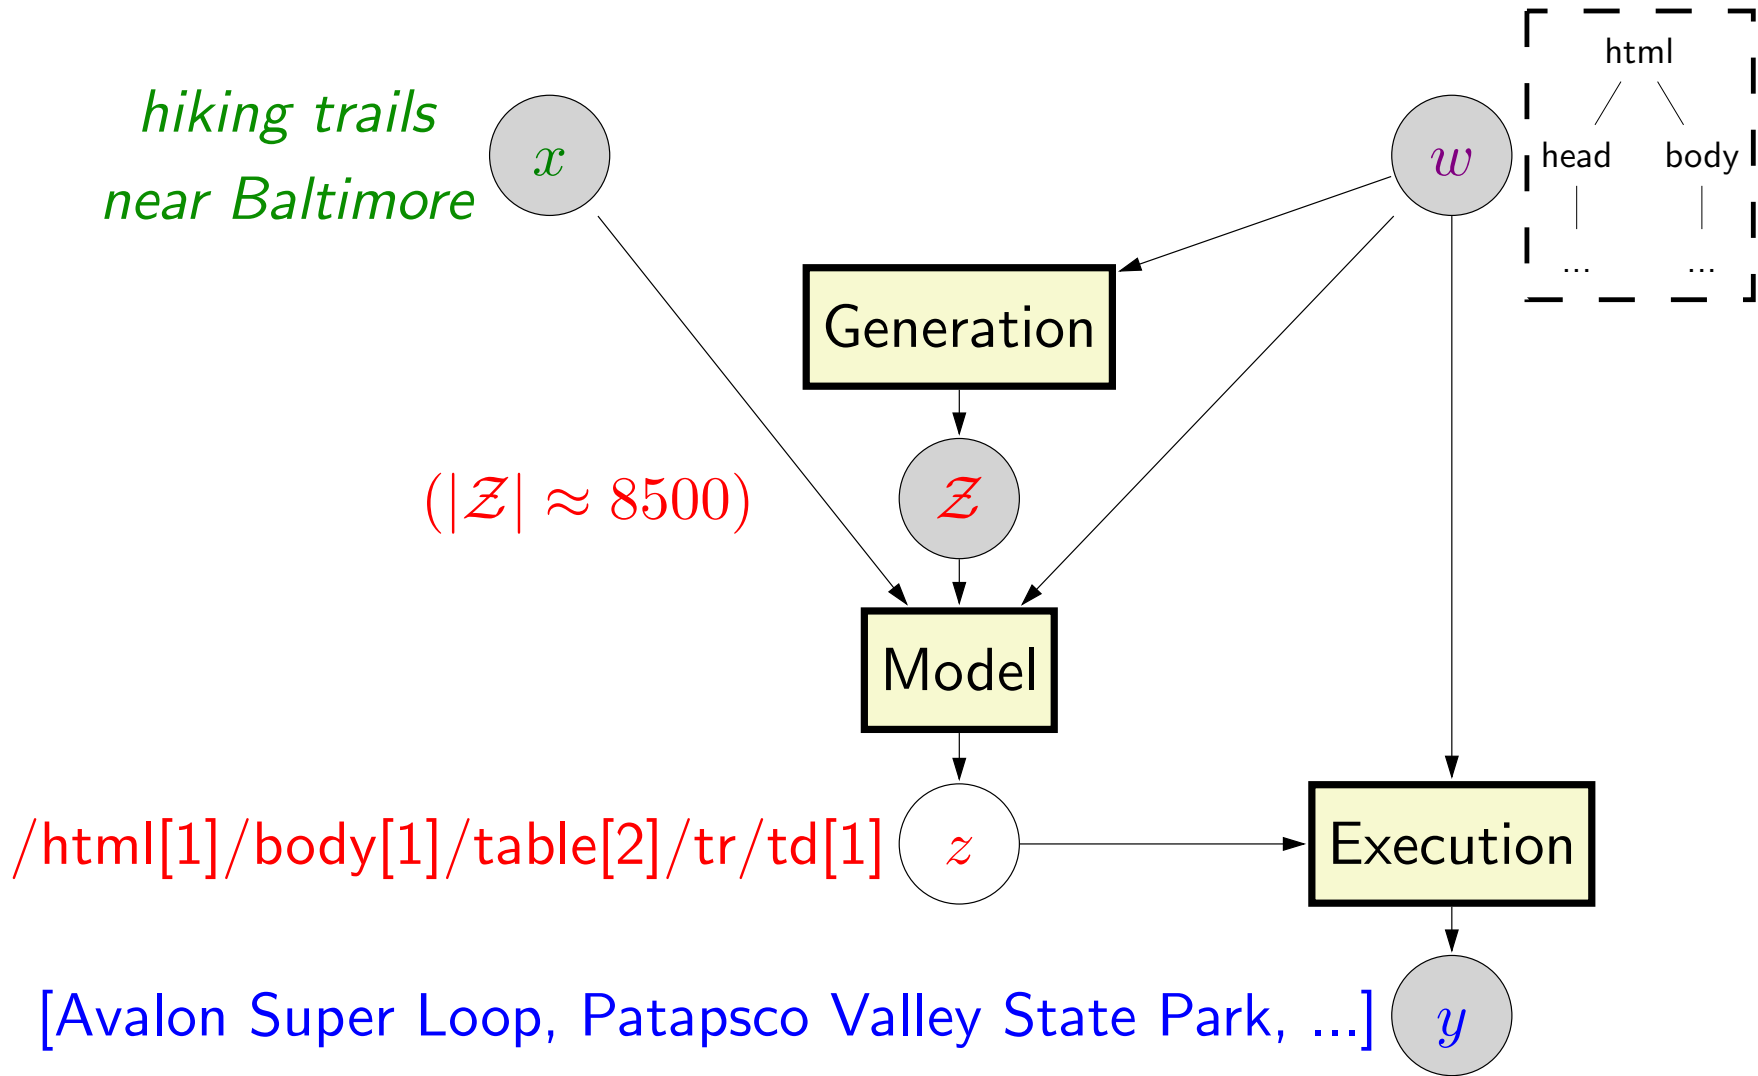 html
hiking trails
x
w
head body
near Baltimore
... ...
Generation
(|𝒵| ≈ 8500)
𝒵
Model
/html[1]/body[1]/table[2]/tr/td[1]
z
Execution
[Avalon Super Loop, Patapsco Valley State Park, ...]
y